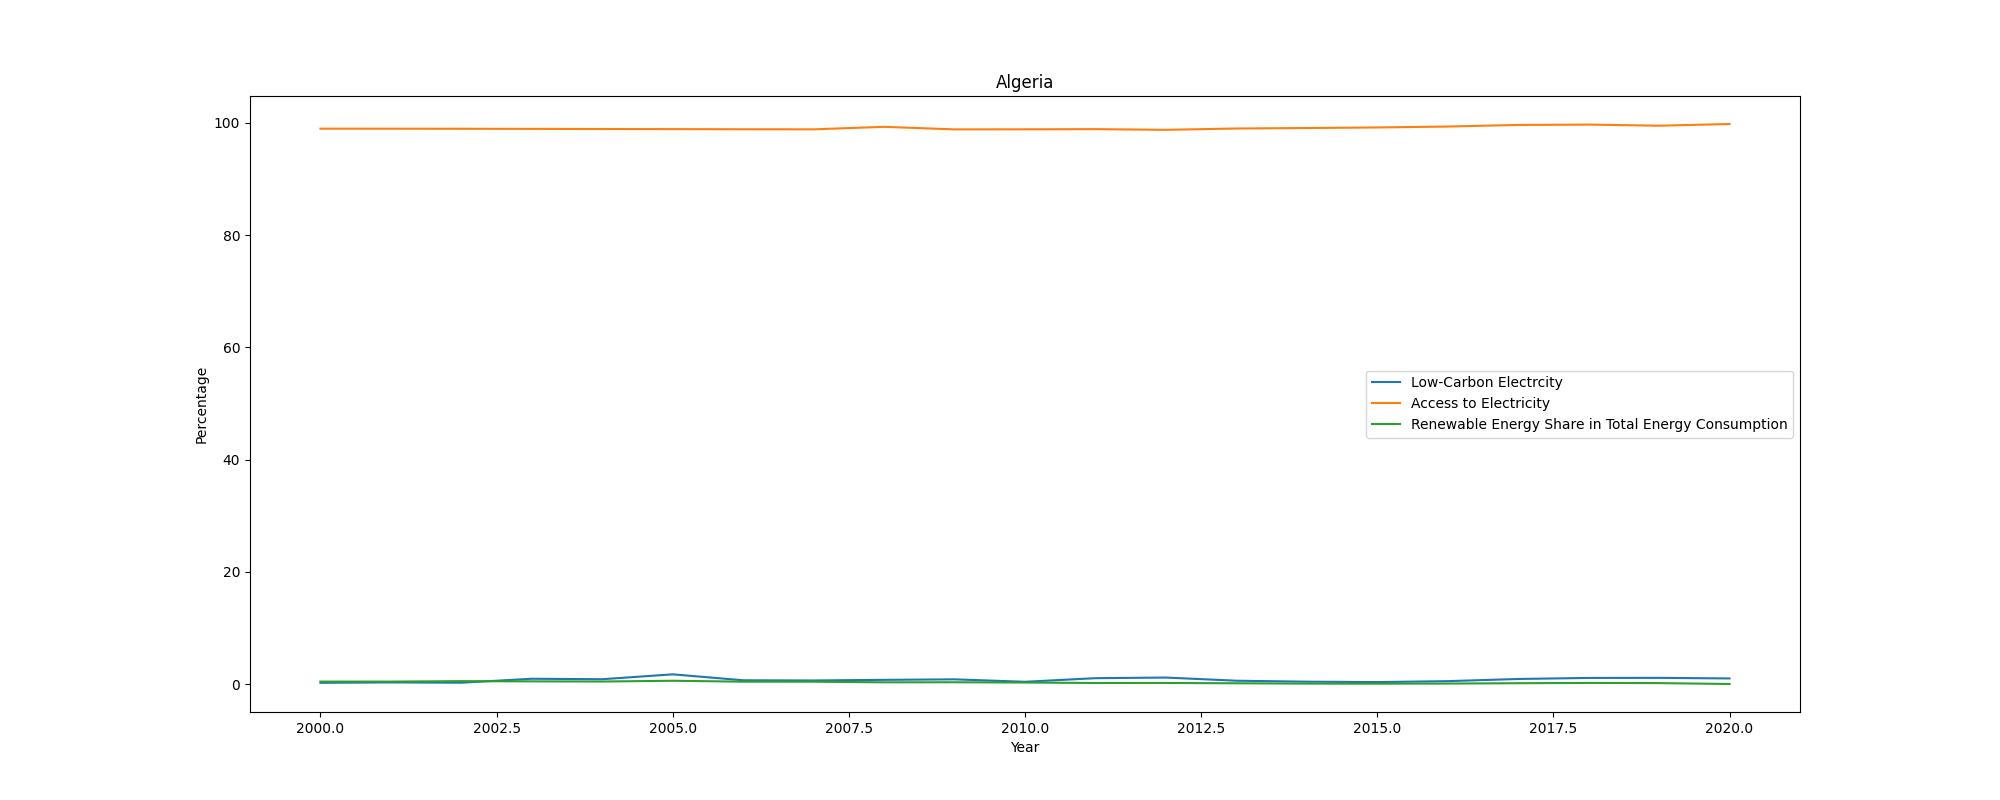 Algeria
100
80
60
40
20
0
Percentage
Low-Carbon Electrcity
Access to Electricity
Renewable Energy Share in Total Energy Consumption
2000.0 2002.5 2005.0 2007.5 2010.0 2012.5 2015.0 2017.5 2020.0
Year